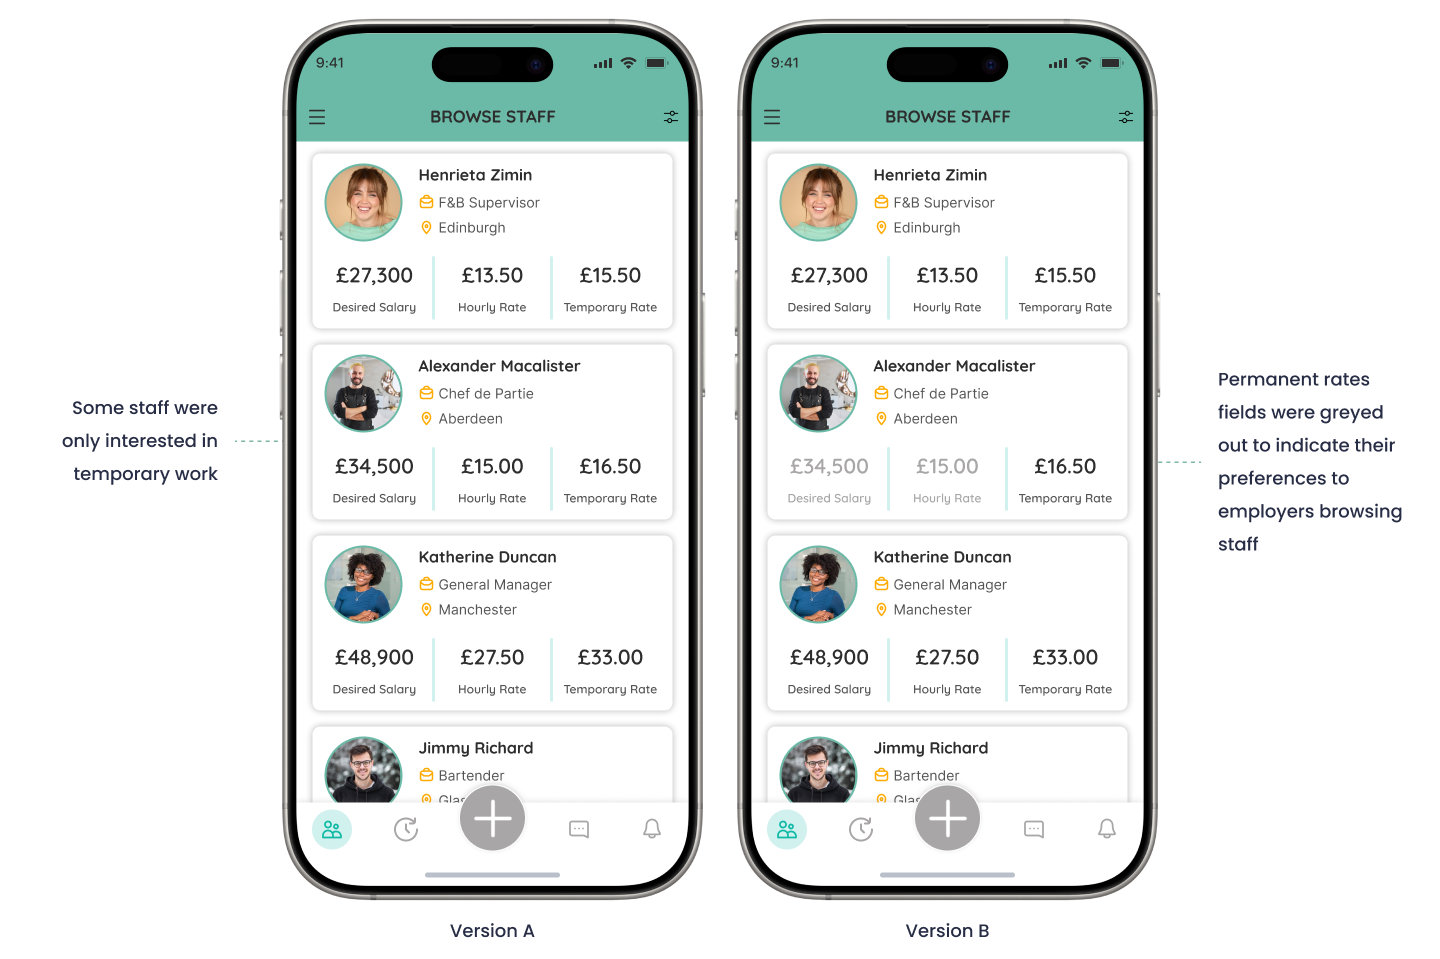 9:41
BROWSE STAFF
Henrieta Zimin
F&B Supervisor
Edinburgh
£27,300
£13.50
£15.50
Desired Salary
Hourly Rate
Temporary Rate
Alexander Macalister
Chef de Partie
Aberdeen
£34,500
£15.00
£16.50
Desired Salary
Hourly Rate
Temporary Rate
Katherine Duncan
General Manager
Manchester
£48,900
£27.50
£33.00
Desired Salary
Hourly Rate
Temporary Rate
Jimmy Richard
Bartender
Some staff were
only interested in
temporary work
Version A
9:41
BROWSE STAFF
Henrieta Zimin
F&B Supervisor
Edinburgh
£27,300
£13.50
£15.50
Desired Salary
Hourly Rate
Temporary Rate
Alexander Macalister
Chef de Partie
Aberdeen
£34,500
£15.00
£16.50
Desired Salary
Hourly Rate
Temporary Rate
Katherine Duncan
General Manager
Manchester
£48,900
£27.50
£33.00
Desired Salary
Hourly Rate
Temporary Rate
Jimmy Richard
Bartender
Permanent rates
fields were greyed
out to indicate their
preferences to
employers browsing
staff
Version B